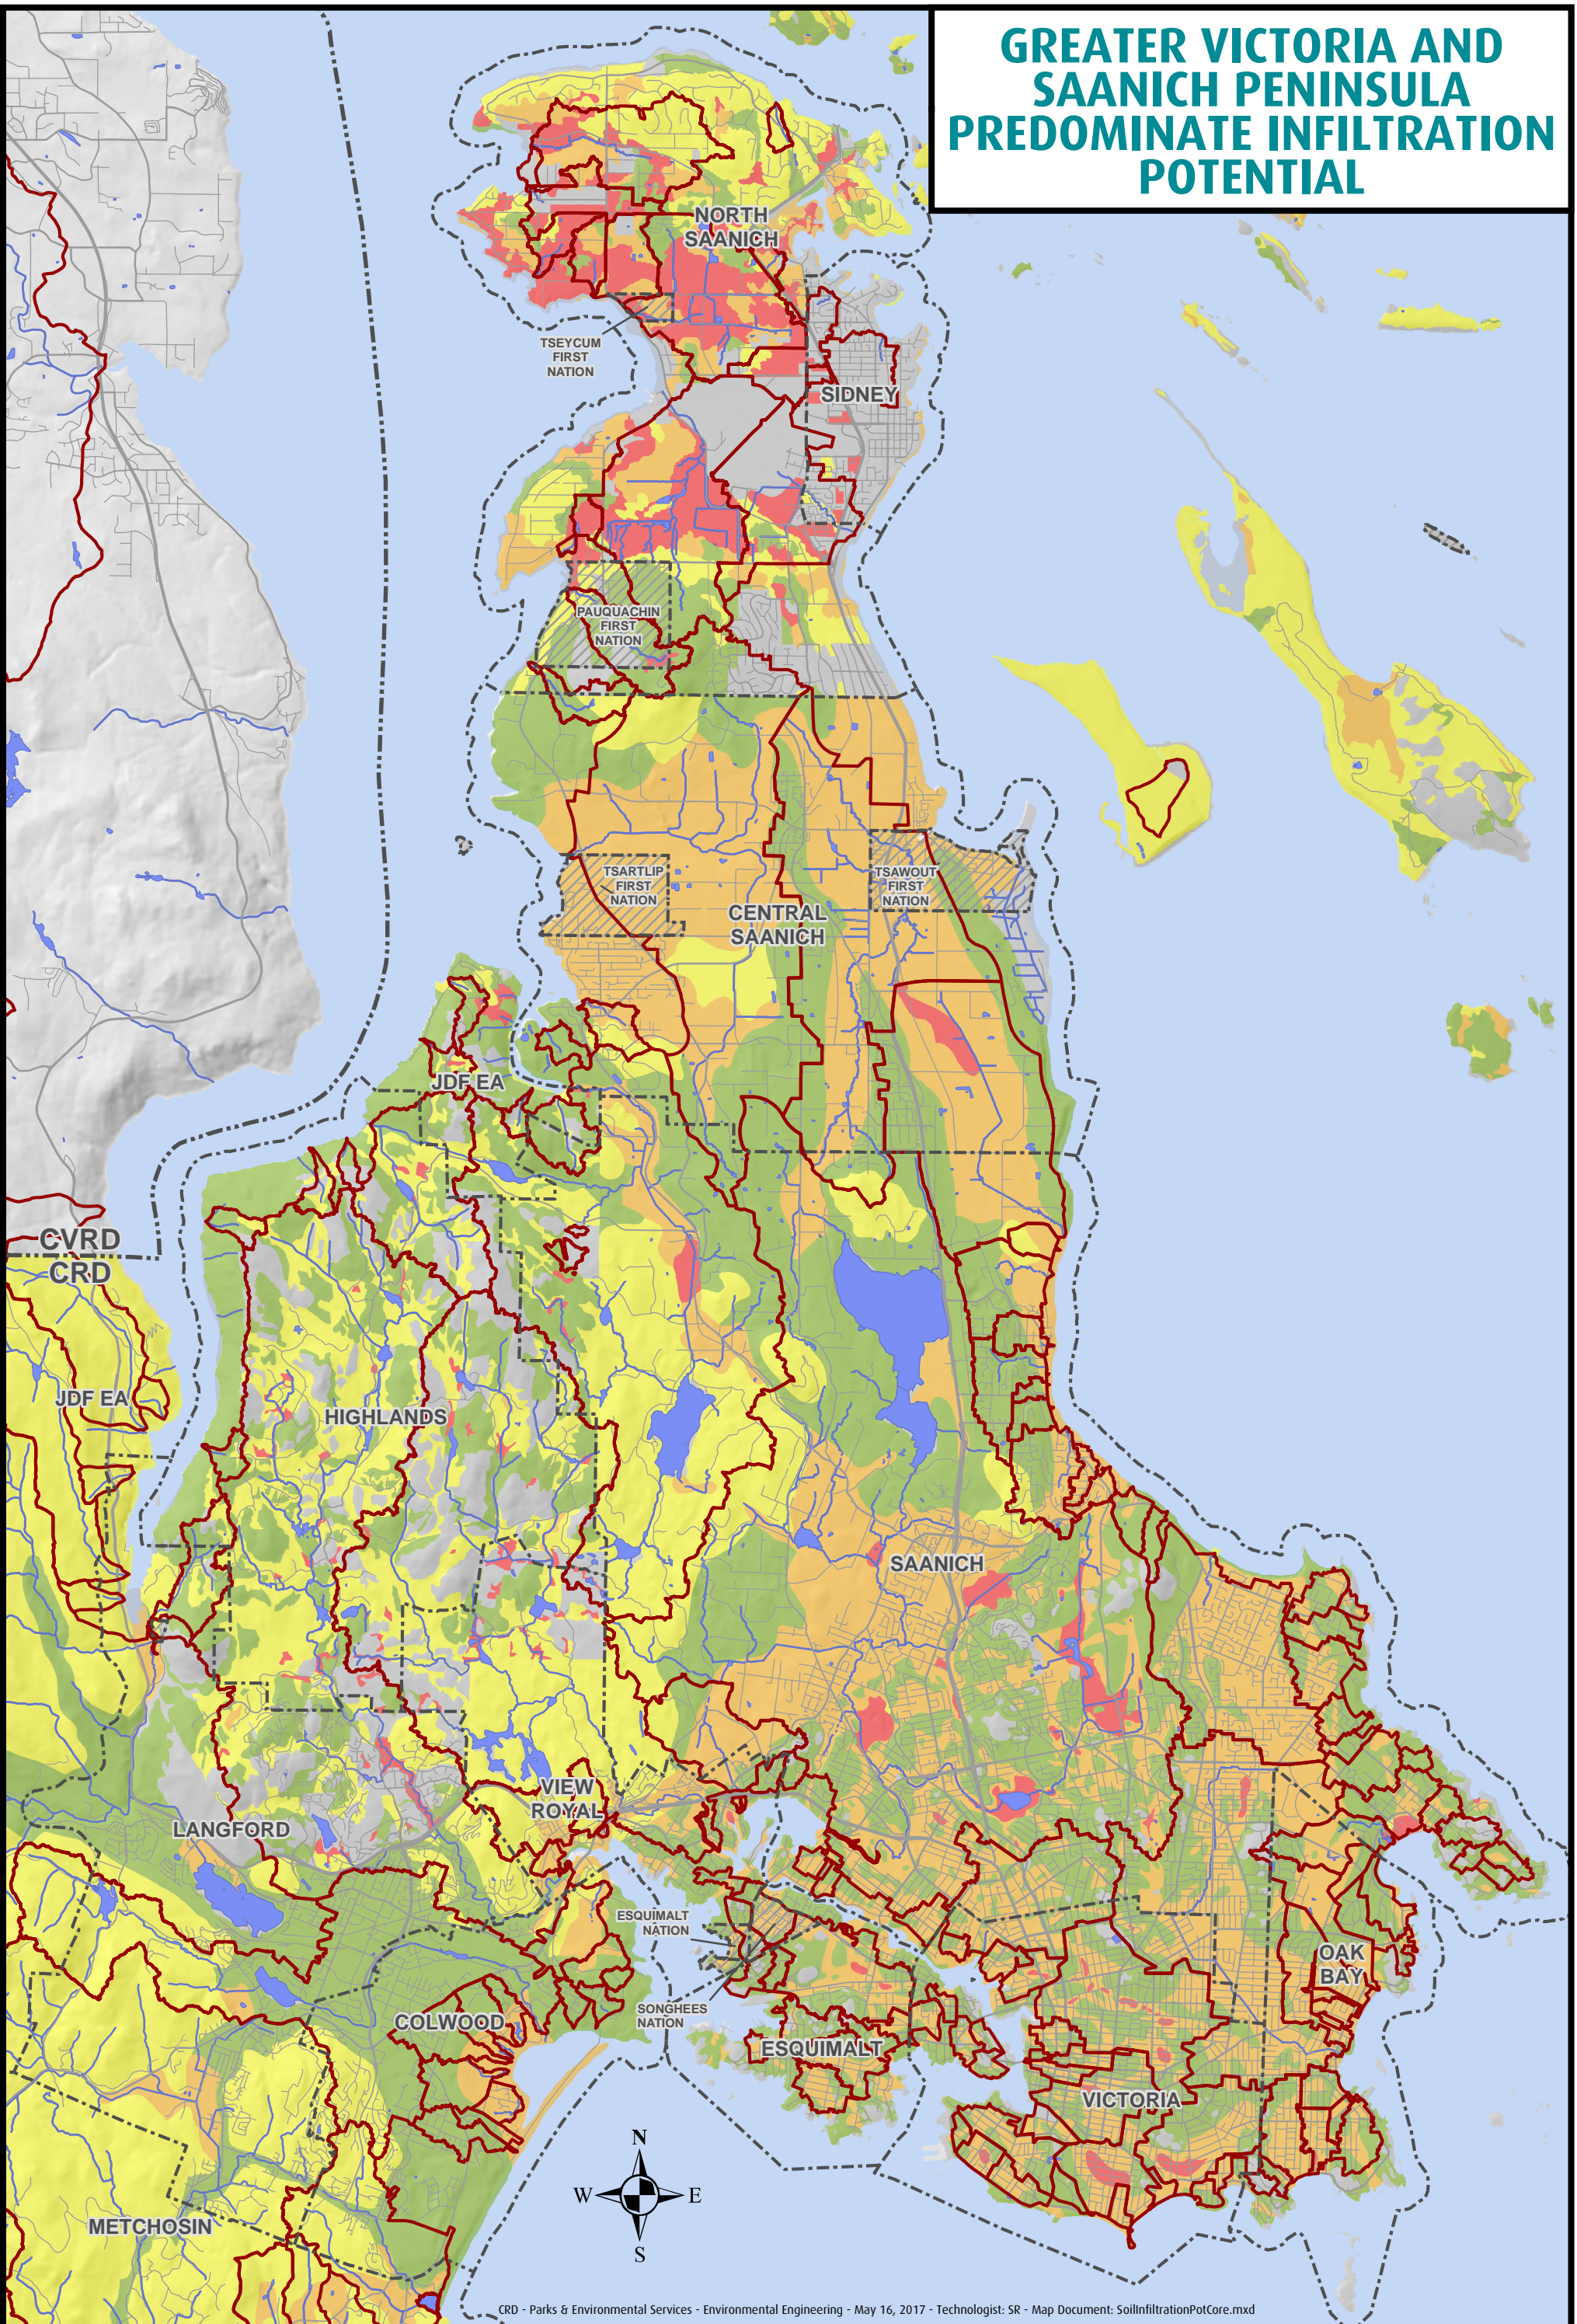 GREATER VICTORIA AND
SAANICH PENINSULA
PREDOMINATE INFILTRATION
POTENTIAL
NORTH
SAANICH
TSEYCUM
FIRST
NATION
SIDNEY
PAUQUACHIN
FIRST
NATION
TSARTLIP
FIRST
NATION
TSAWOUT
FIRST
NATION
CENTRAL
SAANICH
JDF EA
CVRD
CRD
JDF EA
HIGHLANDS
SAANICH
VIEW
ROYAL
LANGFORD
ESQUIMALT
NATION
OAK
BAY
SONGHEES
NATION
COLWOOD
ESQUIMALT
VICTORIA
N
W E
S
METCHOSIN
CRD - Parks & Environmental Services - Environmental Engineering - May 16, 2017 - Technologist: SR - Map Document: SoilInfiltrationPotCore.mxd